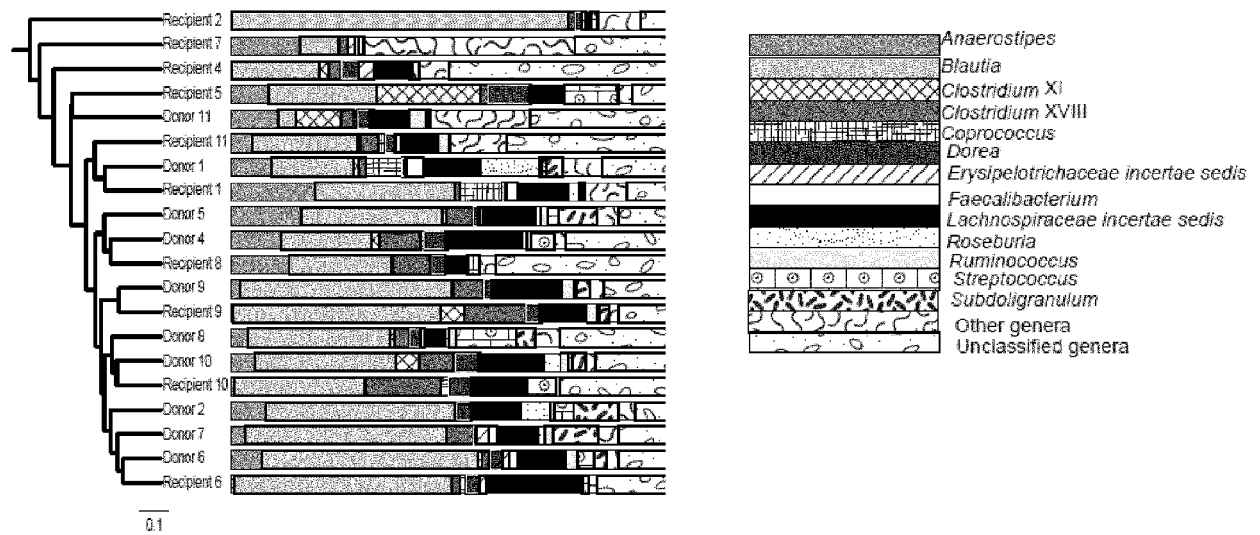 Recipient 2
Recipient 7
Recipient 4
Recipient 5
Donor 11
Recipient 11
Donor 1
Recipient 1
Donor 5
Donor 4
Recipient 8
Donor 9
Recipient 9
Donor 8
Donor 10
Recipient 10
Donor 2
Donor 7
Donor 6
Recipient 6
0.1
Anaerostipes
Blautia
Clostridium XI
Clostridium XVIII
Coprococcus
Dorea
Erysipelotrichaceae incertae sedis
Faecalibacterium
Lachnospiraceae incertae sedis
Roseburia
Ruminococcus
Streptococcus
Subdoligranulum
Other genera
Unclassified genera